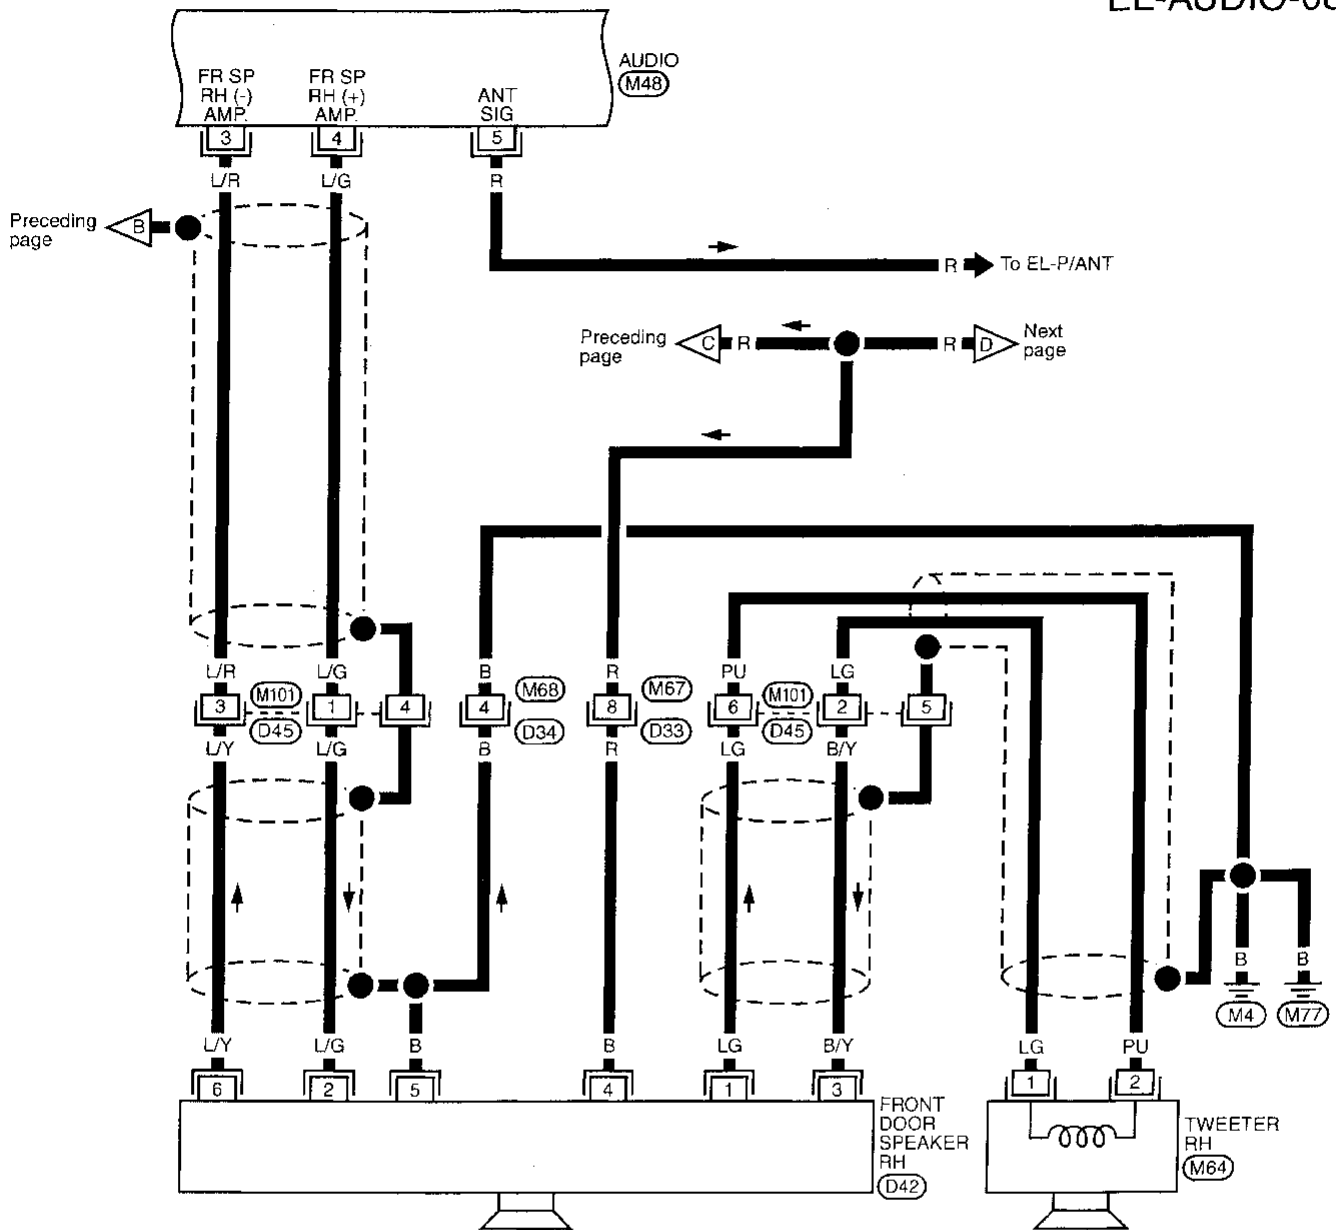 FR SP
RH (-)
AMP.
FR SP
RH (+)
AMP.
ANT
SIG
AUDIO
M48
3
4
5
L/R
L/G
R
Preceding
page
B
R
To EL-P/ANT
Preceding
page
C
R
R
D
Next
page
L/R
L/G
B
R
PU
LG
3
M101
D45
1
4
4
M68
D34
8
M67
D33
6
M101
D45
2
5
L/Y
L/G
B
R
LG
B/Y
B
B
M4
M77
L/Y
L/G
B
B
LG
B/Y
LG
PU
6
2
5
4
1
3
1
2
FRONT
DOOR
SPEAKER
RH
D42
TWEETER
RH
M64